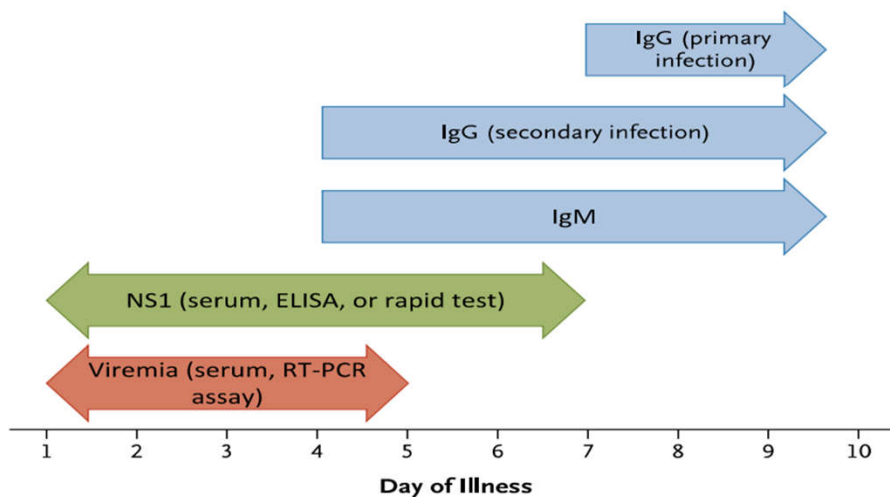 IgG (primary
infection)
IgG (secondary infection)
IgM
NS1 (serum, ELISA, or rapid test)
Viremia (serum, RT-PCR
assay)
1 2 3 4 5 6 7 8 9 10
Day of Illness